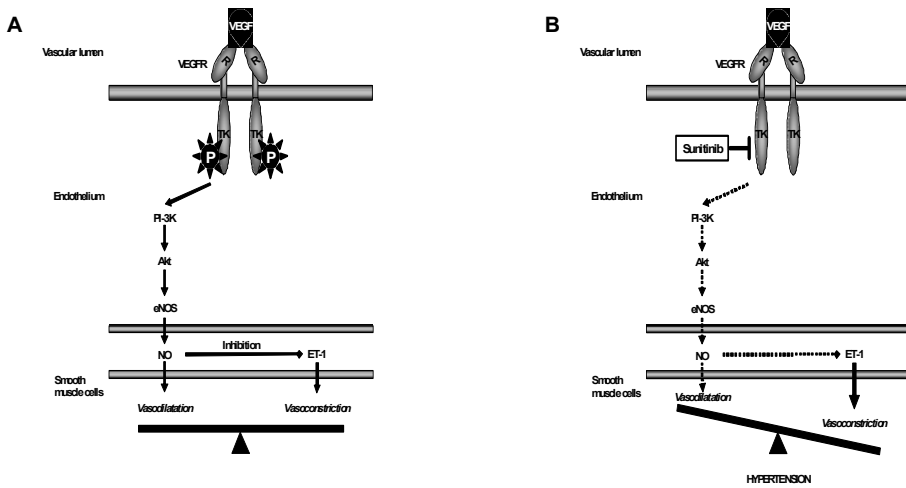 A
VEGF
Vascular lumen
VEGFR
R
R
TK
TK
P
P
Endothelium
PI-3K
Akt
eNOS
NO
Inhibition
ET-1
Smooth
muscle cells
Vasodilatation
Vasoconstriction
B
VEGF
Vascular lumen
VEGFR
R
R
TK
TK
Sunitinib
Endothelium
PI-3K
Akt
eNOS
NO
ET-1
Smooth
muscle cells
Vasodilatation
Vasoconstriction
HYPERTENSION